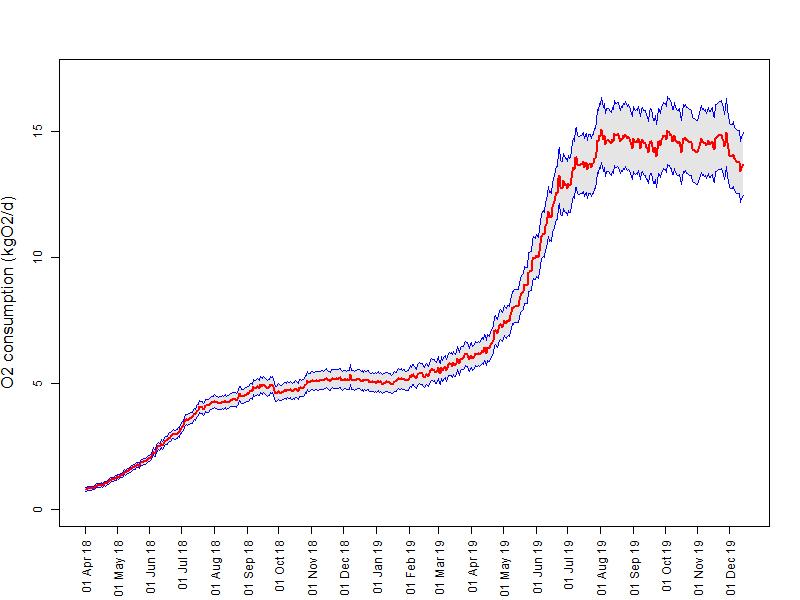 O2 consumption (kgO2/d)
15
10
5
0
01 Apr 18
01 May 18
01 Jun 18
01 Jul 18
01 Aug 18
01 Sep 18
01 Oct 18
01 Nov 18
01 Dec 18
01 Jan 19
01 Feb 19
01 Mar 19
01 Apr 19
01 May 19
01 Jun 19
01 Jul 19
01 Aug 19
01 Sep 19
01 Oct 19
01 Nov 19
01 Dec 19